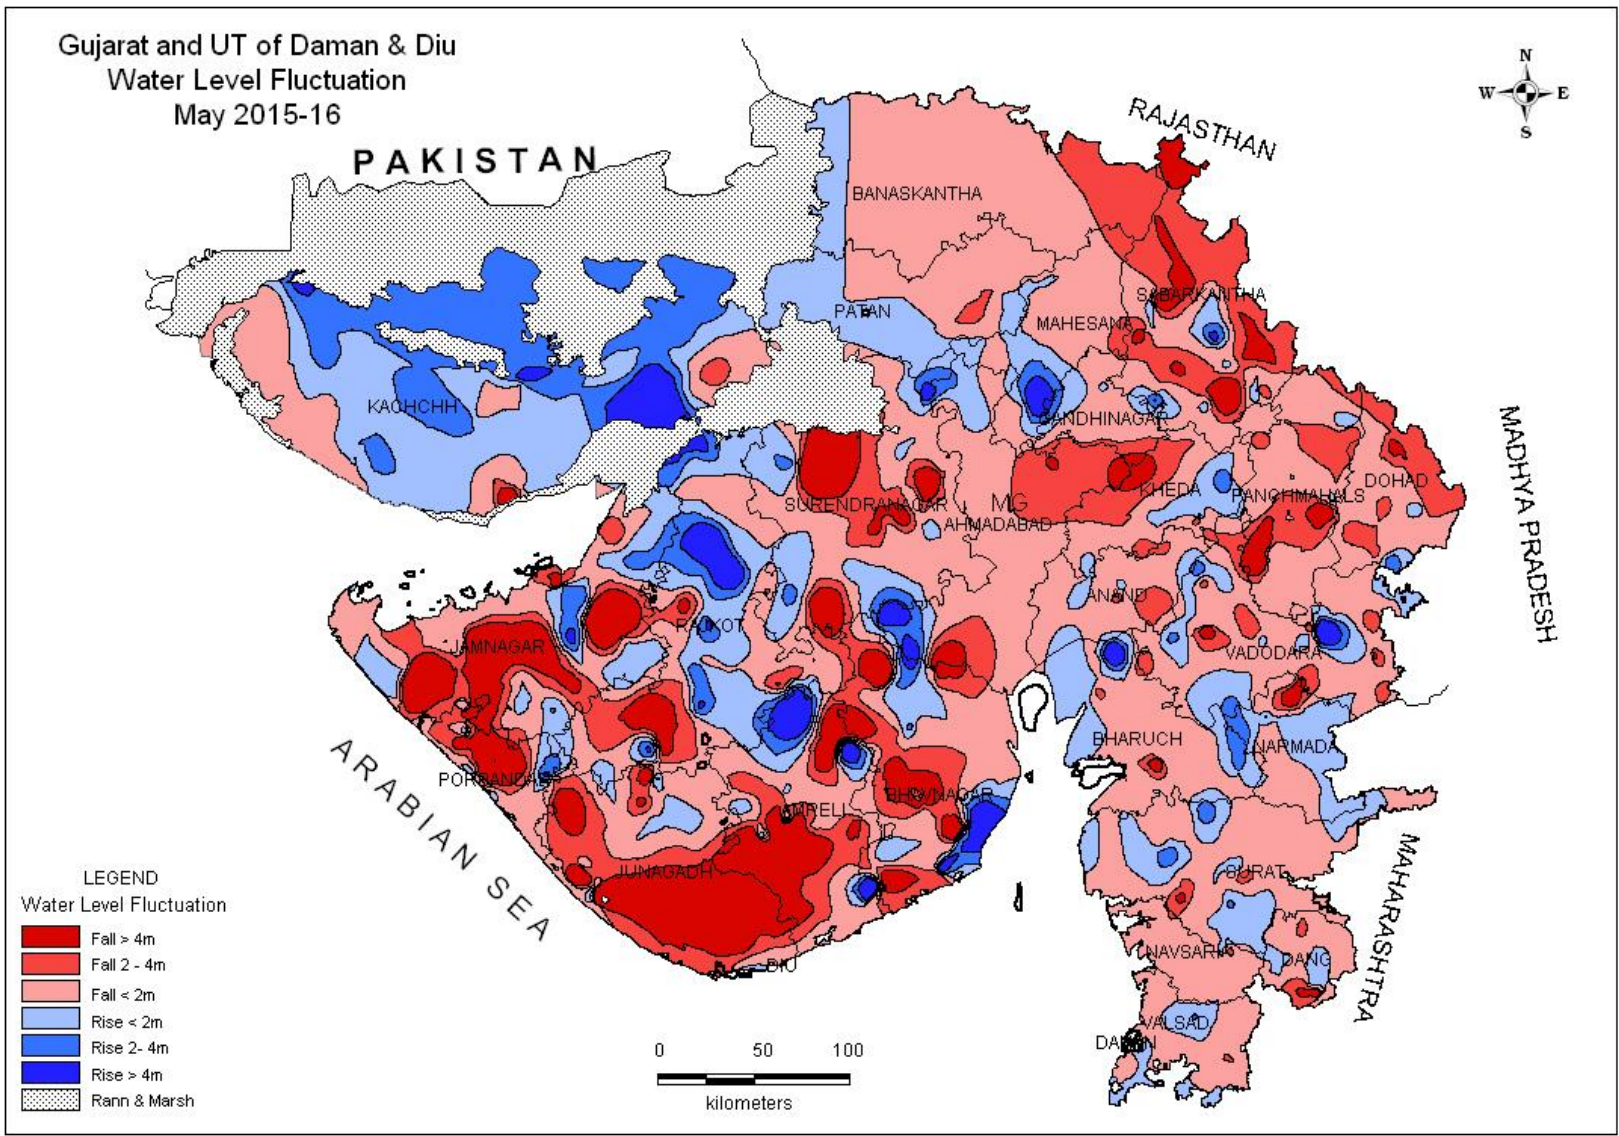 Gujarat and UT of Daman & Diu
Water Level Fluctuation
May 2015-16
N
W
E
S
RAJASTHAN
PAKISTAN
BANASKANTHA
SABARKANTHA
PATAN
MAHESANA
KACHCHH
GANDHINAGAR
MADHYA PRADESH
DOHAD
KHEDA
PANCHMAHALS
SURENDRANAGAR
MG
AHMADABAD
ANAND
RAJKOT
JAMNAGAR
VADODARA
BHARUCH
NARMADA
PORBANDAR
BHAVNAGAR
AMRELI
ARABIAN SEA
JUNAGADH
SURAT
MAHARASHTRA
NAVSARI
DANG
DIU
VALSAD
DAMAN
LEGEND
Water Level Fluctuation
Fall > 4m
Fall 2 - 4m
Fall < 2m
Rise < 2m
Rise 2- 4m
Rise > 4m
Rann & Marsh
0 50 100
kilometers